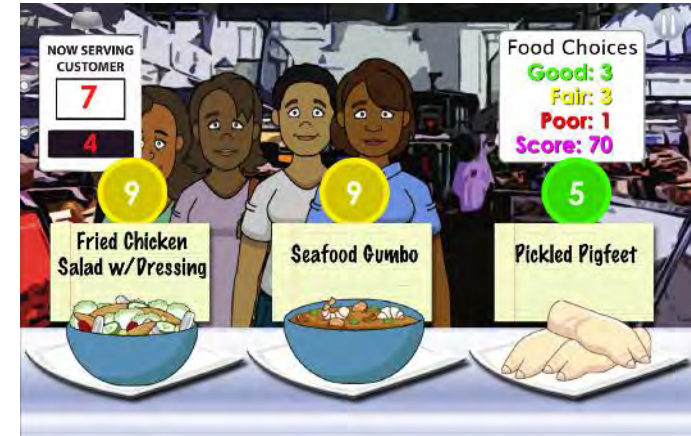 NOW SERVING
CUSTOMER
7
4
Food Choices
Good: 3
Fair: 3
Poor: 1
Score: 70
9
9
5
Fried Chicken
Salad w/Dressing
Seafood Gumbo
Pickled Pigfeet